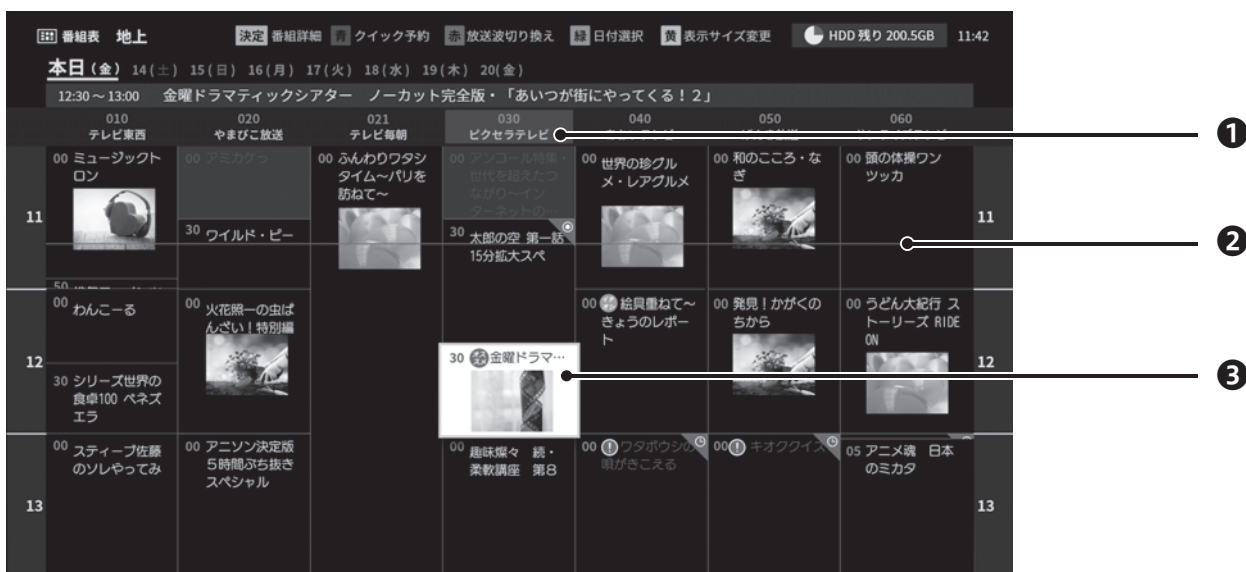 番組表 地上 決定 番組詳細 青 クイック予約 赤 放送波切り換え 緑 日付選択 黄 表示サイズ変更 HDD 残り 200.5GB 11:42
本日(金) 14(土) 15(日) 16(月) 17(火) 18(水) 19(木) 20(金)
12:30～13:00 金曜ドラマティックシアター ノーカット完全版・「あいつが街にやってくる！2」
010 020 021 030 040 050 060
テレビ東西 やまびこ放送 テレビ毎朝 ピクセラテレビ
❶
11
00 ミュージックト
ロン
50
00 アミカゲっ
30 ワイルド・ビー
00 ふんわりワタシ
タイム～パリを
訪ねて～
00 アンコール特集・
世代を超えたつ
ながり～イン
ターネットの…
30 太郎の空 第一話
15分拡大スペ
00 世界の珍グル
メ・レアグルメ
00 和のこころ・な
ぎ
00 頭の体操ワン
ツッカ
11
❷
12
00 わんこーる
30 シリーズ世界の
食卓100 ベネズ
エラ
00 火花照一の虫ば
んざい！特別編
30 金曜ドラマ…
00 絵具重ねて～
きょうのレポー
ト
00 発見！かがくの
ちから
00 うどん大紀行 ス
トーリーズ RIDE
ON
12
❸
13
00 スティーブ佐藤
のソレやってみ
00 アニソン決定版
5時間ぶち抜き
スペシャル
00 趣味燦々 続・
柔軟講座 第8
00 ワタボウシの
唄がきこえる
00 キオククイズ
05 アニメ魂 日本
のミカタ
13